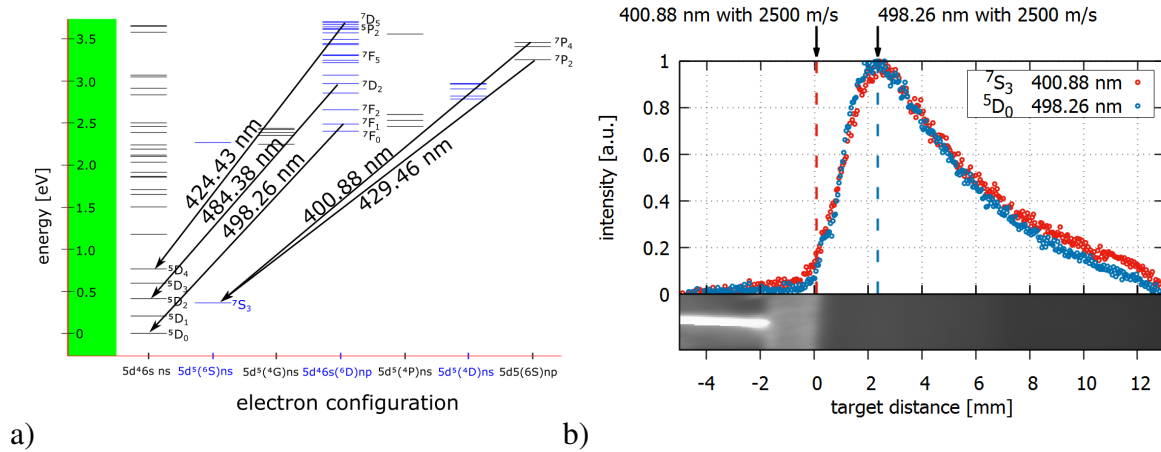 400.88 nm with 2500 m/s
498.26 nm with 2500 m/s
energy [eV]
3.5
3.0
2.5
2.0
1.5
1.0
0.5
0
⁷D₅
⁵P₂
⁷F₅
⁷D₂
⁷F₂
⁷F₁
⁷F₀
⁷P₄
⁷P₂
424.43 nm
484.38 nm
498.26 nm
400.88 nm
429.46 nm
⁵D₄
⁵D₃
⁵D₂
⁵D₁
⁵D₀
⁷S₃
5d⁴6s ns
5d⁵(⁶S)ns
5d⁵(⁴G)ns
5d⁴6s(⁶D)np
5d⁵(⁴P)ns
5d⁵(⁴D)ns
5d5(6S)np
electron configuration
a)
intensity [a.u.]
1
0.8
0.6
0.4
0.2
0
⁷S₃ 400.88 nm
⁵D₀ 498.26 nm
-4 -2 0 2 4 6 8 10 12
target distance [mm]
b)